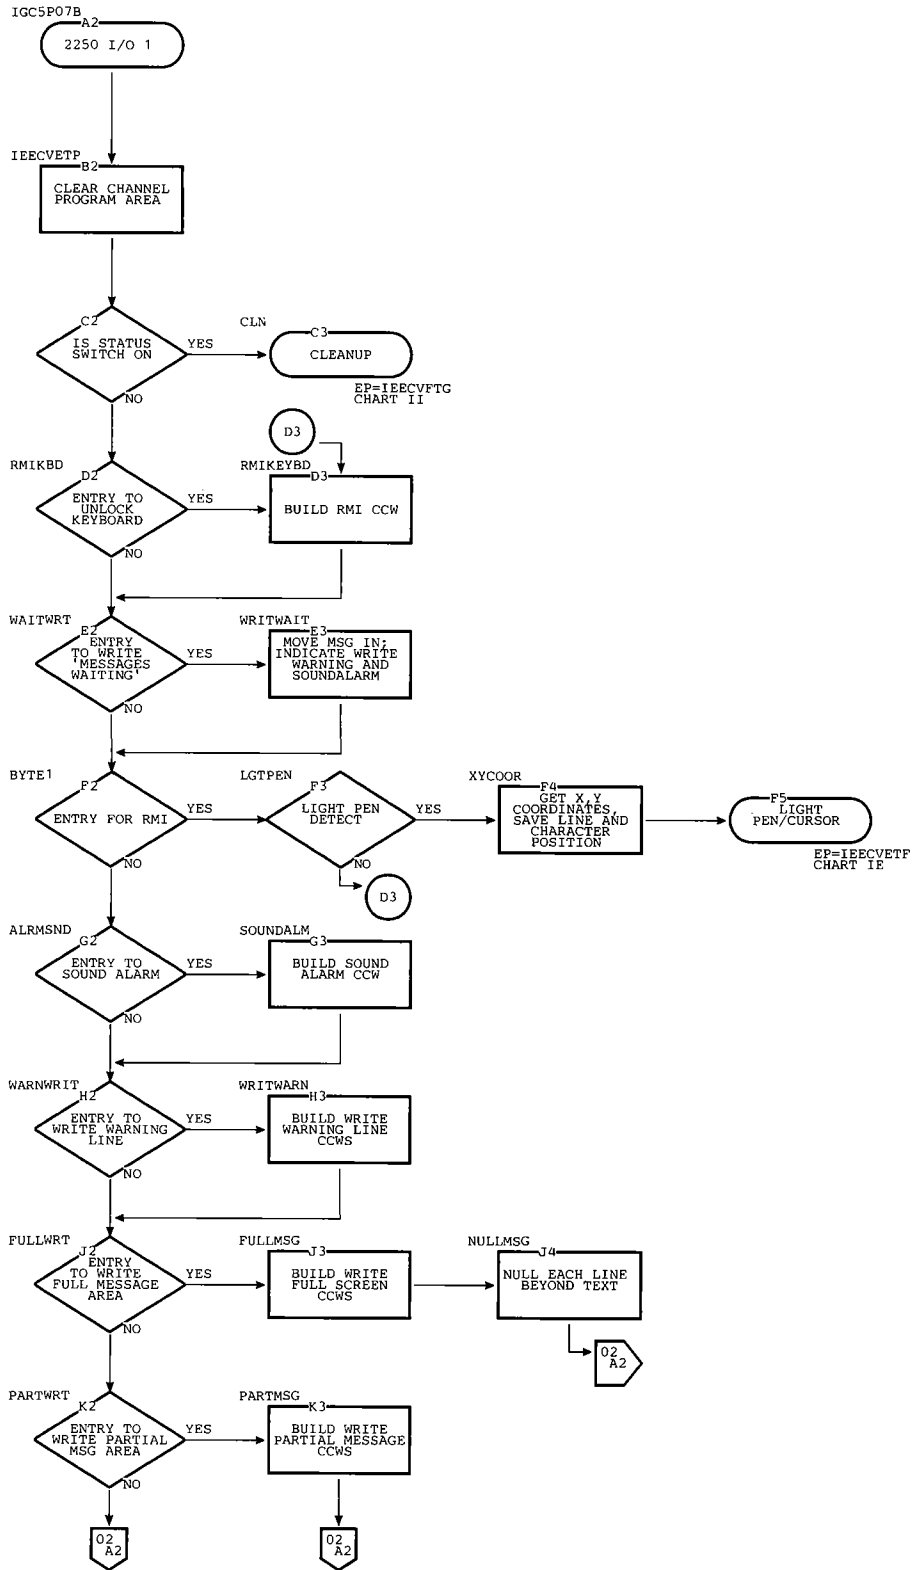 IGC5P07B
A2
2250 I/O 1
IEECVETP
B2
CLEAR CHANNEL
PROGRAM AREA
C2
IS STATUS
SWITCH ON
YES
NO
CLN
C3
CLEANUP
EP=IEECVFTG
CHART II
D3
RMIKBD
D2
ENTRY TO
UNLOCK
KEYBOARD
YES
NO
RMIKEYBD
D3
BUILD RMI CCW
WAITWRT
E2
ENTRY
TO WRITE
'MESSAGES
WAITING'
YES
NO
WRITWAIT
E3
MOVE MSG IN;
INDICATE WRITE
WARNING AND
SOUNDALARM
BYTE1
F2
ENTRY FOR RMI
YES
NO
LGTPEN
F3
LIGHT PEN
DETECT
YES
NO
D3
XYCOOR
F4
GET X,Y
COORDINATES,
SAVE LINE AND
CHARACTER
POSITION
F5
LIGHT
PEN/CURSOR
EP=IEECVETF
CHART IE
ALRMSND
G2
ENTRY TO
SOUND ALARM
YES
NO
SOUNDALM
G3
BUILD SOUND
ALARM CCW
WARNWRIT
H2
ENTRY TO
WRITE WARNING
LINE
YES
NO
WRITWARN
H3
BUILD WRITE
WARNING LINE
CCWS
FULLWRT
J2
ENTRY
TO WRITE
FULL MESSAGE
AREA
YES
NO
FULLMSG
J3
BUILD WRITE
FULL SCREEN
CCWS
NULLMSG
J4
NULL EACH LINE
BEYOND TEXT
02
A2
PARTWRT
K2
ENTRY TO
WRITE PARTIAL
MSG AREA
YES
NO
PARTMSG
K3
BUILD WRITE
PARTIAL MESSAGE
CCWS
02
A2
02
A2